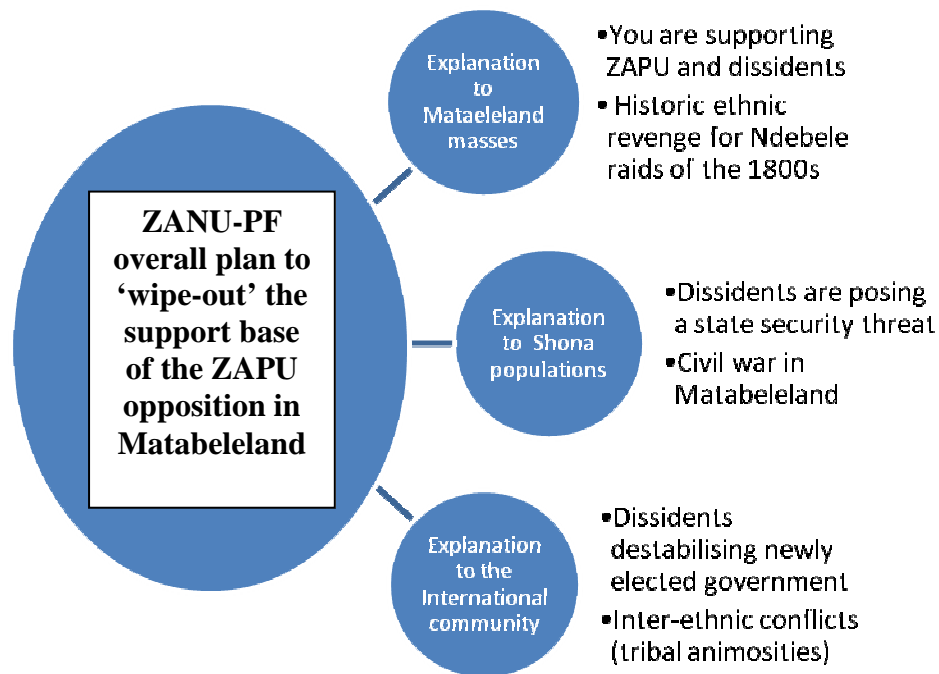 ZANU-PF
overall plan to
‘wipe-out’ the
support base
of the ZAPU
opposition in
Matabeleland
Explanation
to
Mataeleland
masses
•You are supporting
ZAPU and dissidents
•Historic ethnic
revenge for Ndebele
raids of the 1800s
Explanation
to Shona
populations
•Dissidents are posing
a state security threat
•Civil war in
Matabeleland
Explanation
to the
International
community
•Dissidents
destabilising newly
elected government
•Inter-ethnic conflicts
(tribal animosities)